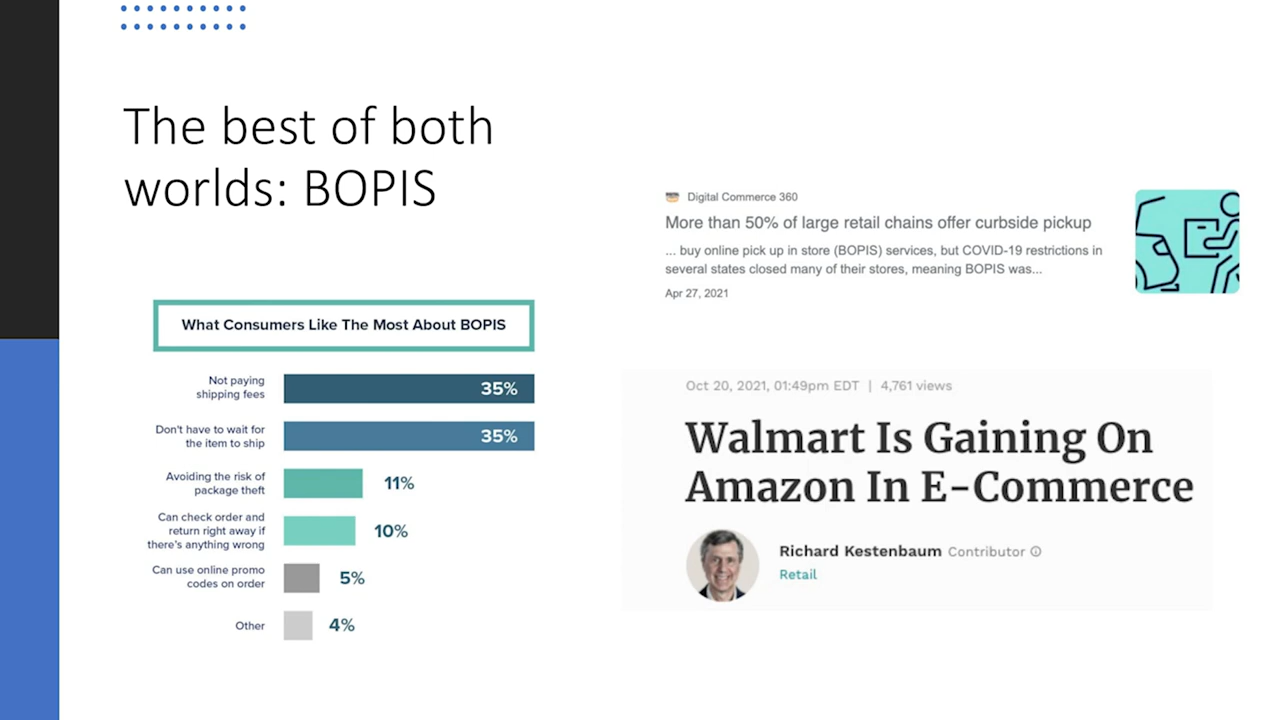 The best of both
worlds: BOPIS
What Consumers Like The Most About BOPIS
Not paying
shipping fees
35%
Don't have to wait for
the item to ship
35%
Avoiding the risk of
package theft
11%
Can check order and
return right away if
there's anything wrong
10%
Can use online promo
codes on order
5%
Other
4%
Digital Commerce 360
More than 50% of large retail chains offer curbside pickup
... buy online pick up in store (BOPIS) services, but COVID-19 restrictions in
several states closed many of their stores, meaning BOPIS was...
Apr 27, 2021
Oct 20, 2021, 01:49pm EDT | 4,761 views
Walmart Is Gaining On
Amazon In E-Commerce
Richard Kestenbaum Contributor
Retail